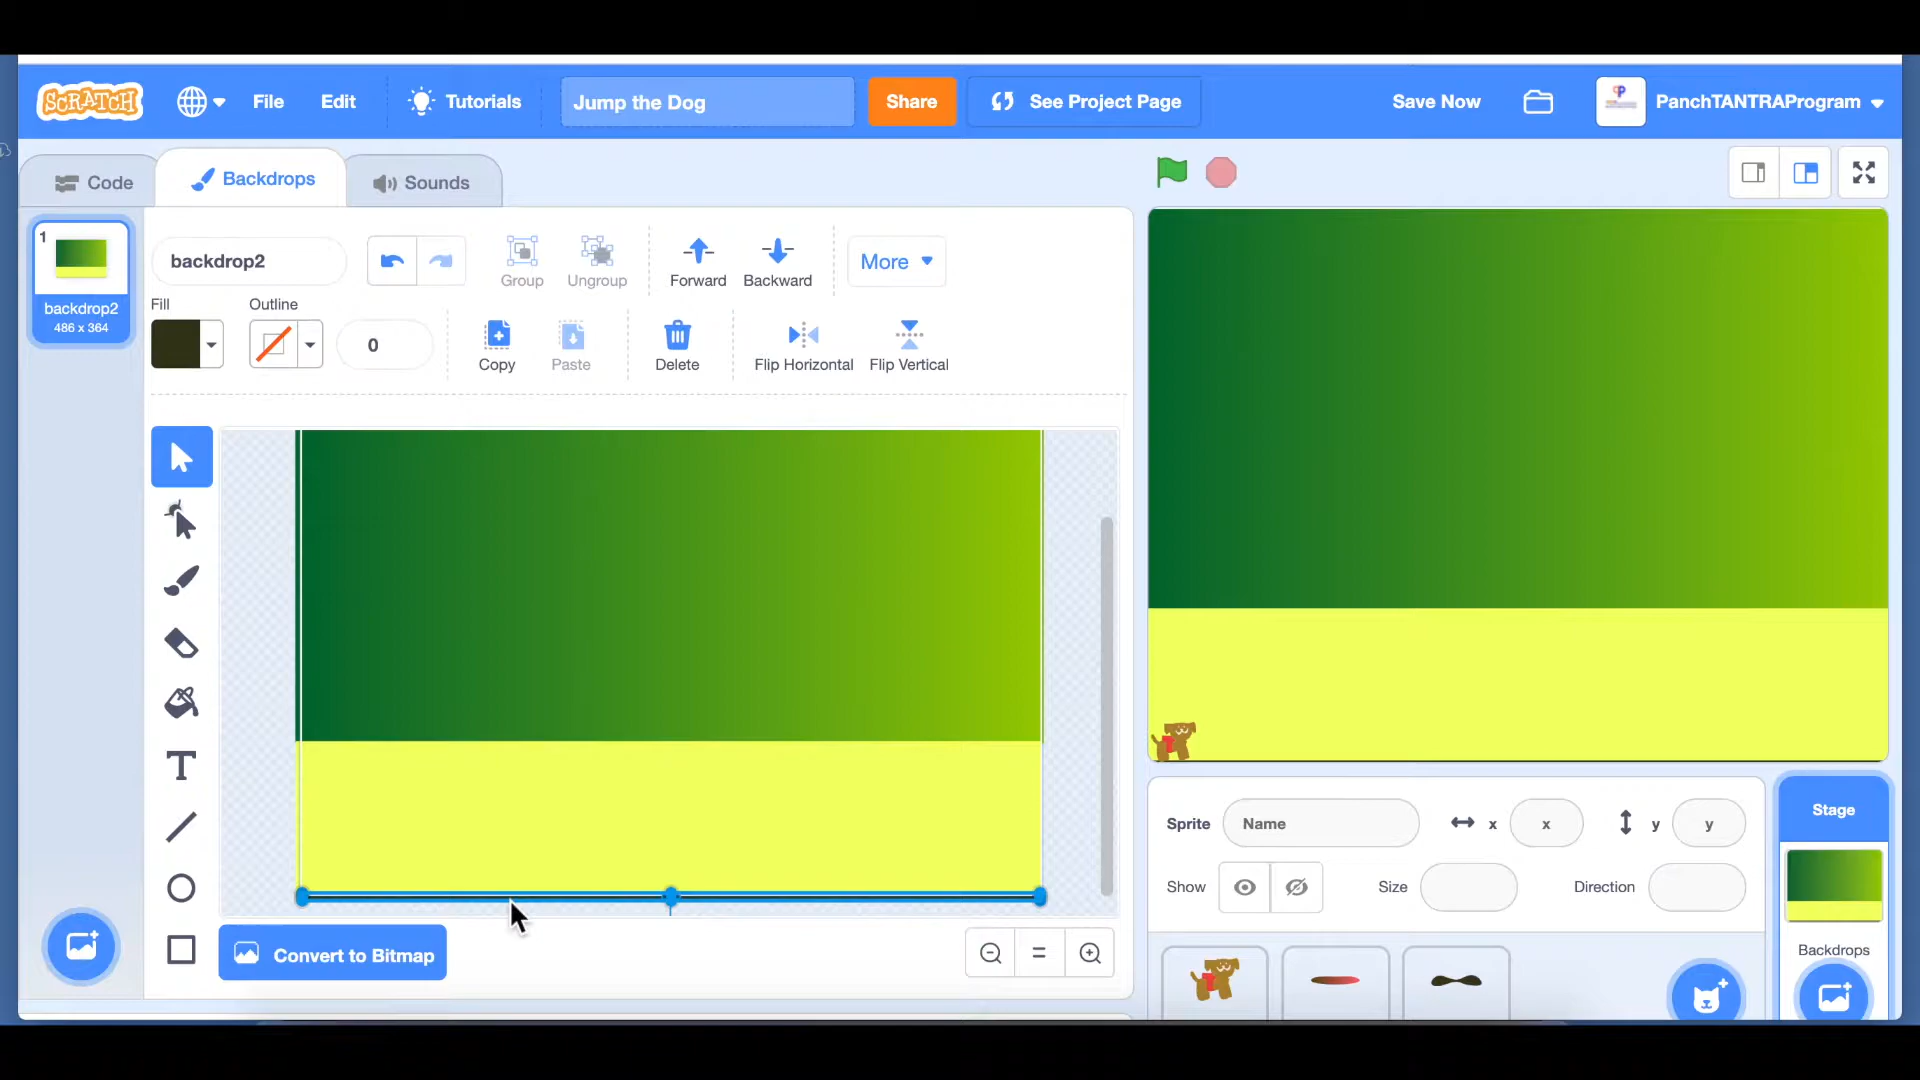 SCRATCH
File
Edit
Tutorials
Jump the Dog
Share
See Project Page
Save Now
PanchTANTRAProgram
Code
Backdrops
Sounds
1
backdrop2
486 x 364
backdrop2
Group
Ungroup
Forward
Backward
More
Fill
Outline
0
Copy
Paste
Delete
Flip Horizontal
Flip Vertical
T
Convert to Bitmap
Sprite
Name
x
x
y
y
Show
Size
Direction
Stage
Backdrops